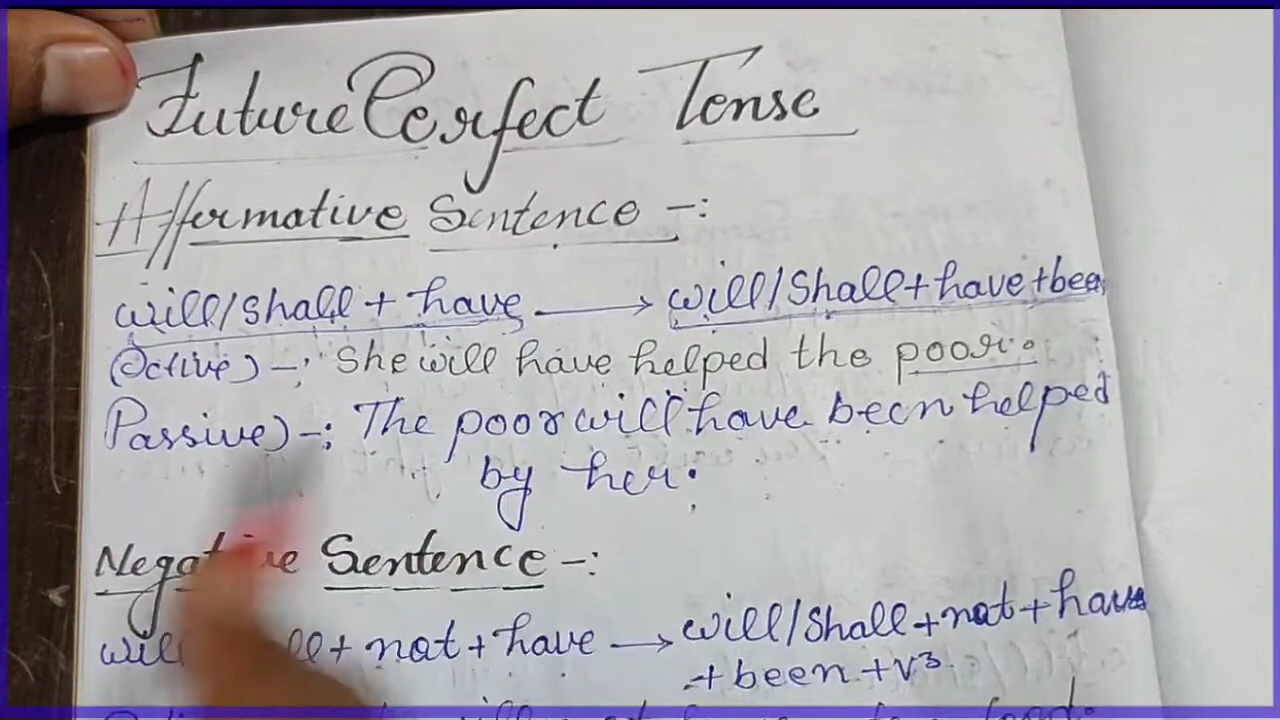 Future Perfect Tense
Affermative Sentence -:
will/shall + have → will/shall + have + been
(Active) -: She will have helped the poor.
Passive) -: The poor will have been helped
by her.
Sentence -:
+ not + have → will/shall + not + have
+ been + v3